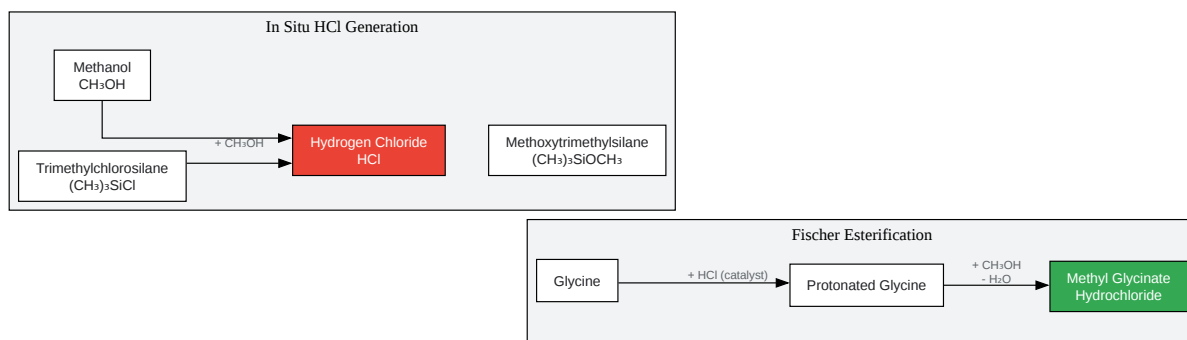 In Situ HCl Generation
Methanol
CH₃OH
+ CH₃OH
Hydrogen Chloride
HCl
Methoxytrimethylsilane
(CH₃)₃SiOCH₃
Trimethylchlorosilane
(CH₃)₃SiCl
Fischer Esterification
Glycine
+ HCl (catalyst)
Protonated Glycine
+ CH₃OH
- H₂O
Methyl Glycinate
Hydrochloride